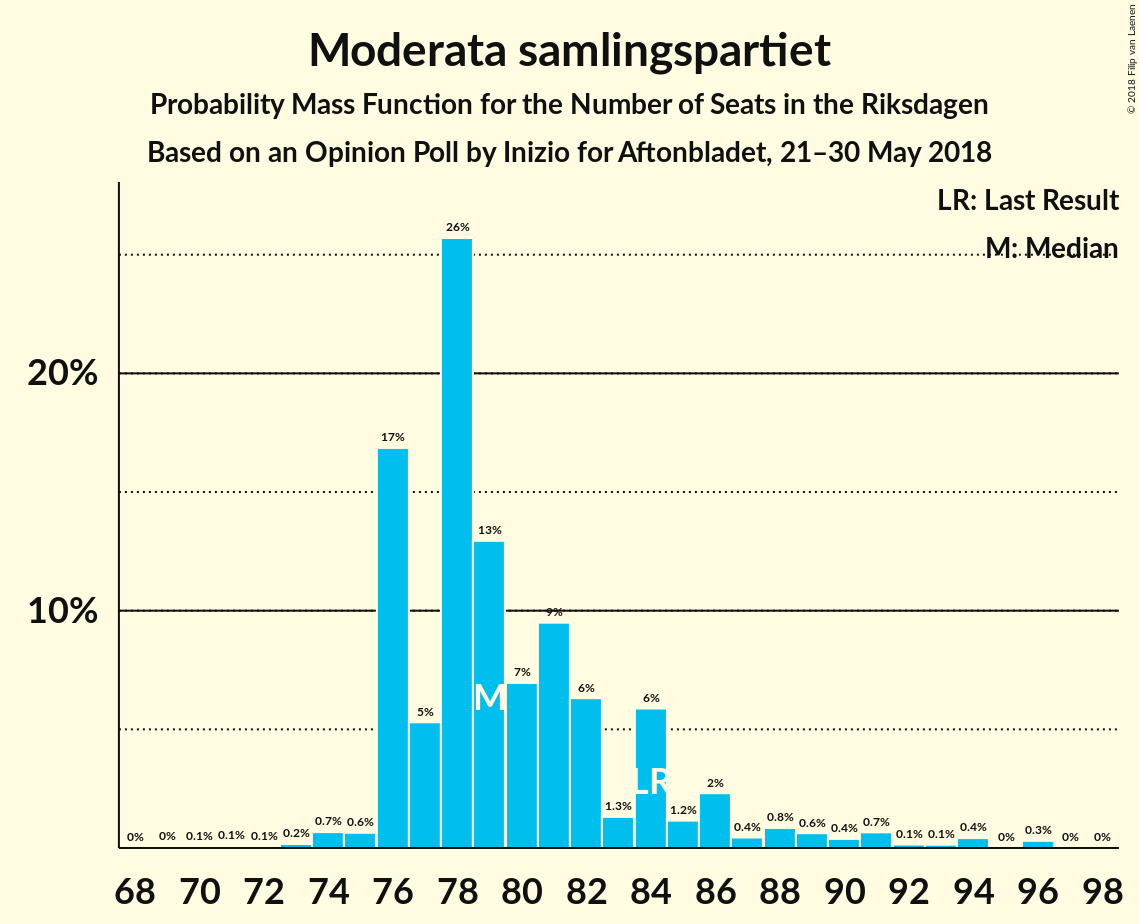 Moderata samlingspartiet
Probability Mass Function for the Number of Seats in the Riksdagen
Based on an Opinion Poll by Inizio for Aftonbladet, 21–30 May 2018
© 2018 Filip van Laenen
LR: Last Result
M: Median
20%
10%
0% 0% 0.1% 0.1% 0.1% 0.2% 0.7% 0.6% 17% 5% 26% 13% 7% 9% 6% 1.3% 6% 1.2% 2% 0.4% 0.8% 0.6% 0.4% 0.7% 0.1% 0.1% 0.4% 0% 0.3% 0% 0%
M
LR
68 70 72 74 76 78 80 82 84 86 88 90 92 94 96 98